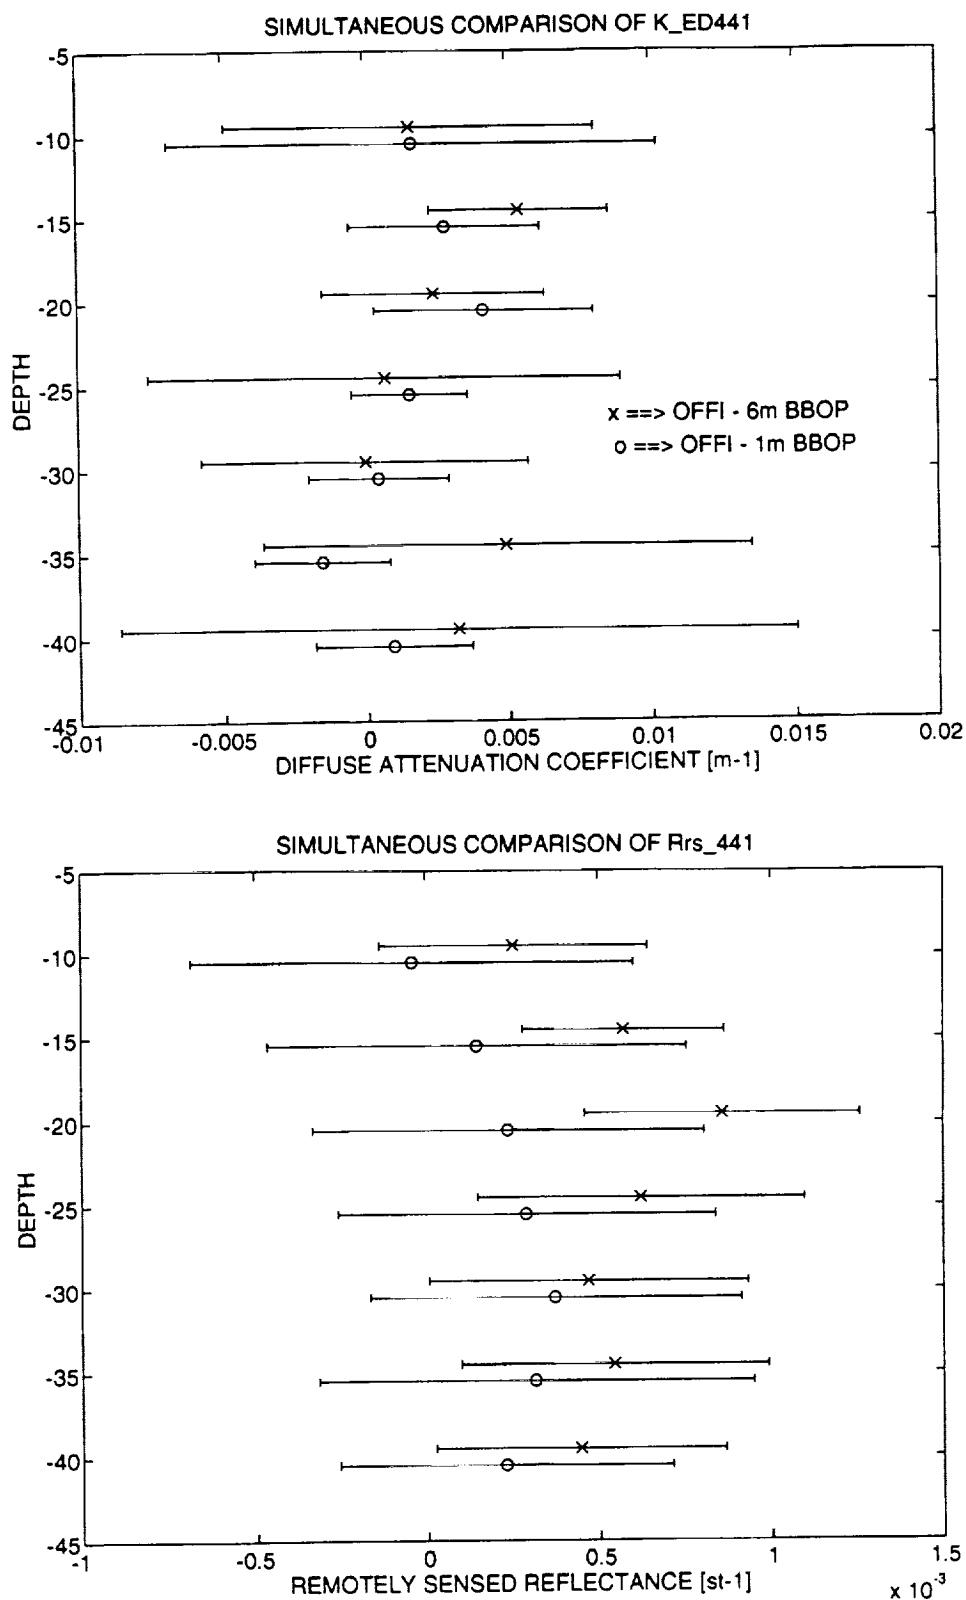 SIMULTANEOUS COMPARISON OF K_ED441
-5
-10
-15
-20
-25
-30
-35
-40
-45
DEPTH
x ==> OFFI - 6m BBOP
o ==> OFFI - 1m BBOP
-0.01 -0.005 0 0.005 0.01 0.015 0.02
DIFFUSE ATTENUATION COEFFICIENT [m-1]
SIMULTANEOUS COMPARISON OF Rrs_441
-5
-10
-15
-20
-25
-30
-35
-40
-45
DEPTH
-1 -0.5 0 0.5 1 1.5
REMOTELY SENSED REFLECTANCE [st-1]
x 10⁻³